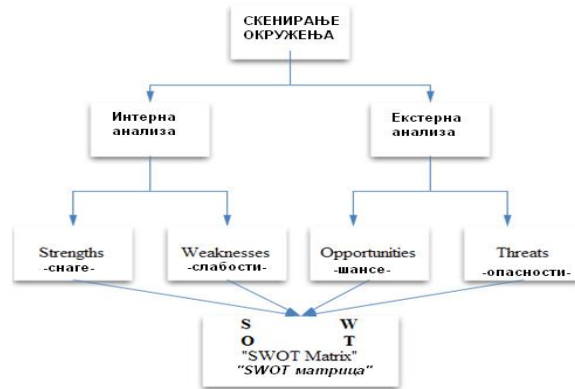 СКЕНИРАЊЕ
ОКРУЖЕЊА
Интерна
анализа
Екстерна
анализа
Strengths
-снаге-
Weaknesses
-слабости-
Opportunities
-шансе-
Threats
-опасности-
S W
O T
"SWOT Matrix"
"SWOT матрица"